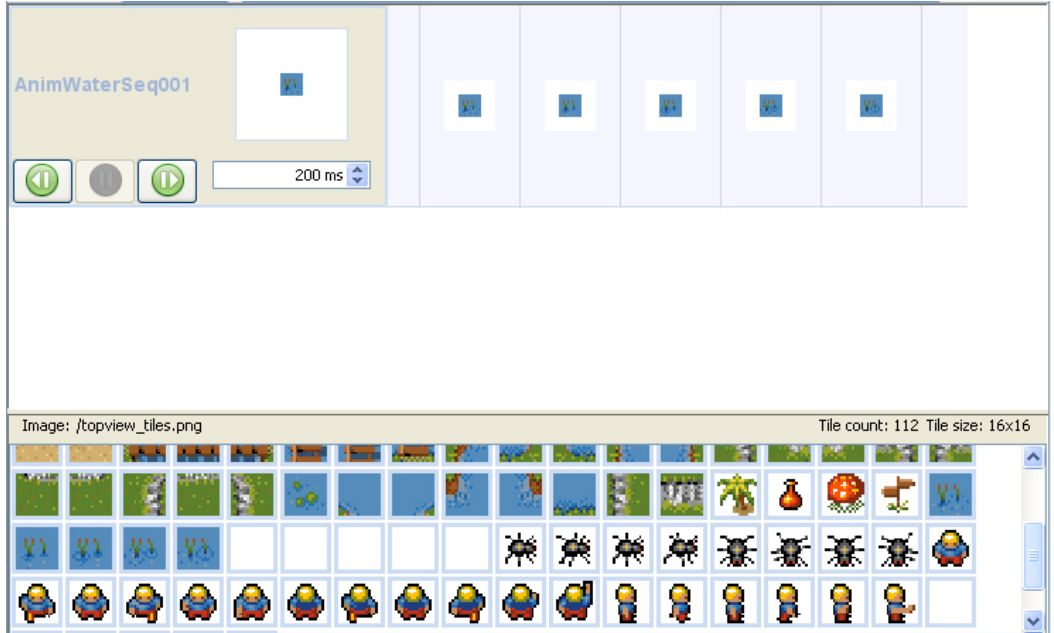 AnimWaterSeq001
200 ms
Image: /topview_tiles.png
Tile count: 112 Tile size: 16x16